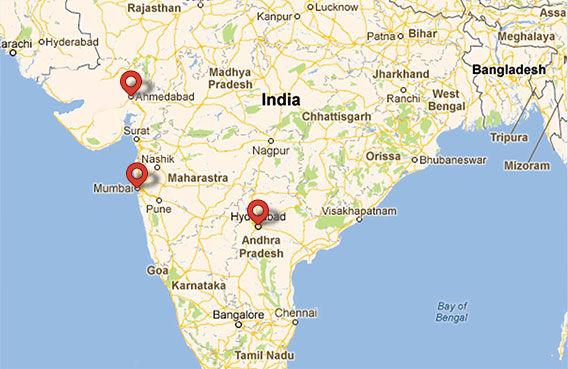 Rajasthan
Lucknow
Kanpur
Assa
Karachi
Hyderabad
Patna
Bihar
Meghalaya
Madhya
Pradesh
Jharkhand
Bangladesh
Ahmedabad
India
Ranchi
West
Bengal
Chhattisgarh
Surat
Tripura
Nagpur
Nashik
Orissa
Bhubaneswar
Mizoram
Maharastra
Mumbai
Pune
Hyderabad
Visakhapatnam
Andhra
Pradesh
Goa
Karnataka
Bay of
Bengal
Bangalore
Chennai
Tamil Nadu